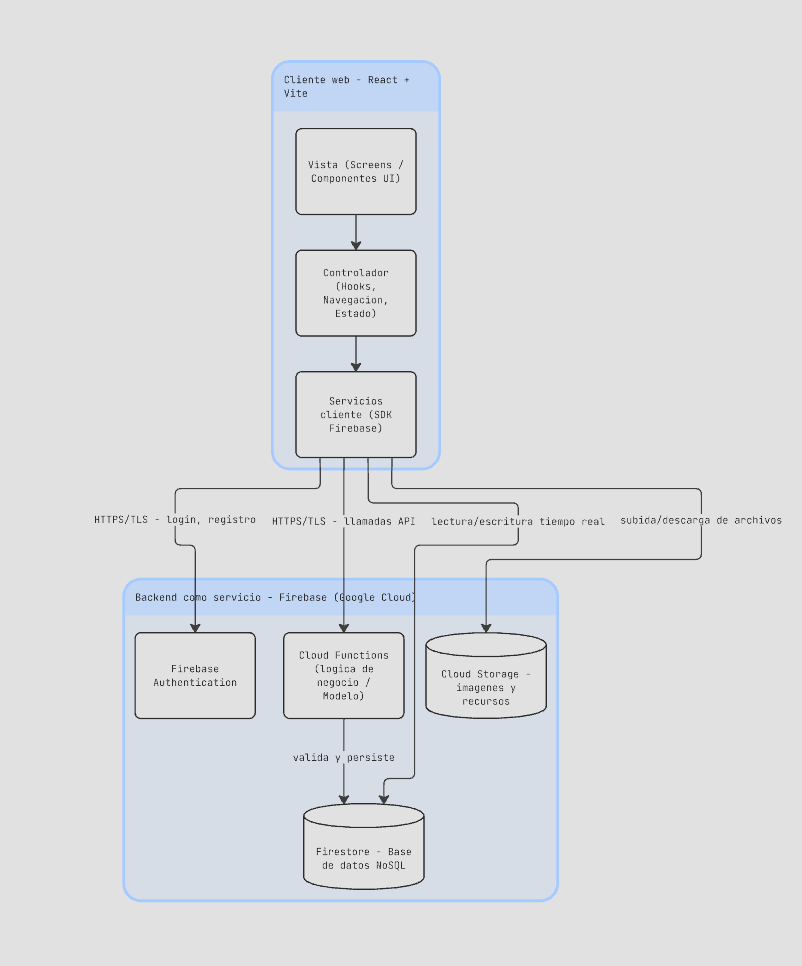 Cliente web - React +
Vite
Vista (Screens /
Componentes UI)
Controlador
(Hooks,
Navegacion,
Estado)
Servicios
cliente (SDK
Firebase)
HTTPS/TLS - login, registro
HTTPS/TLS - llamadas API
lectura/escritura tiempo real
subida/descarga de archivos
Backend como servicio - Firebase (Google Cloud)
Firebase
Authentication
Cloud Functions
(logica de
negocio /
Modelo)
Cloud Storage -
imagenes y
recursos
valida y persiste
Firestore - Base
de datos NoSQL